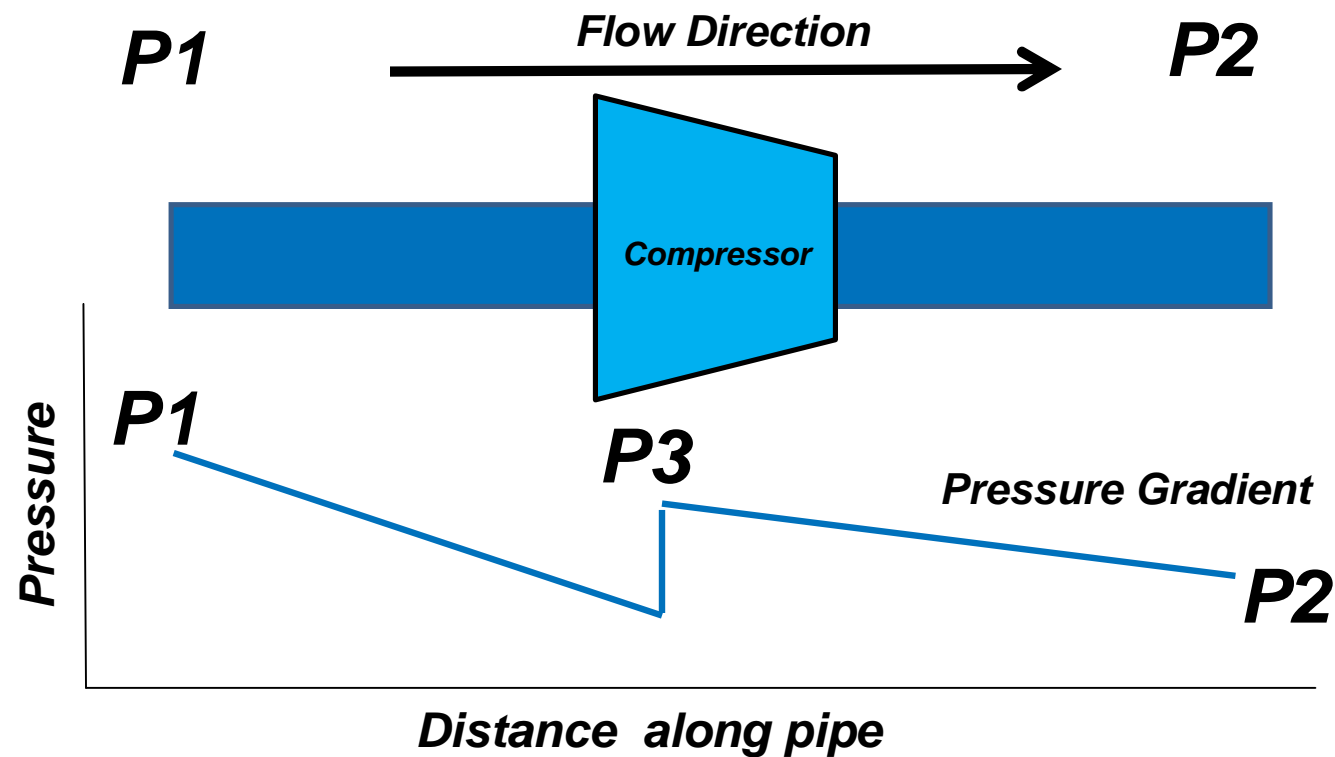 P1
Flow Direction
P2
Compressor
P1
P3
Pressure Gradient
P2
Pressure
Distance along pipe